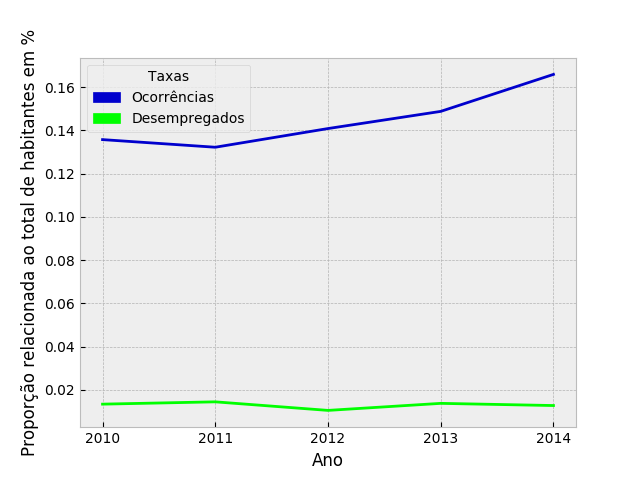 Proporção relacionada ao total de habitantes em %
0.16
0.14
0.12
0.10
0.08
0.06
0.04
0.02
Taxas
Ocorrências
Desempregados
2010 2011 2012 2013 2014
Ano